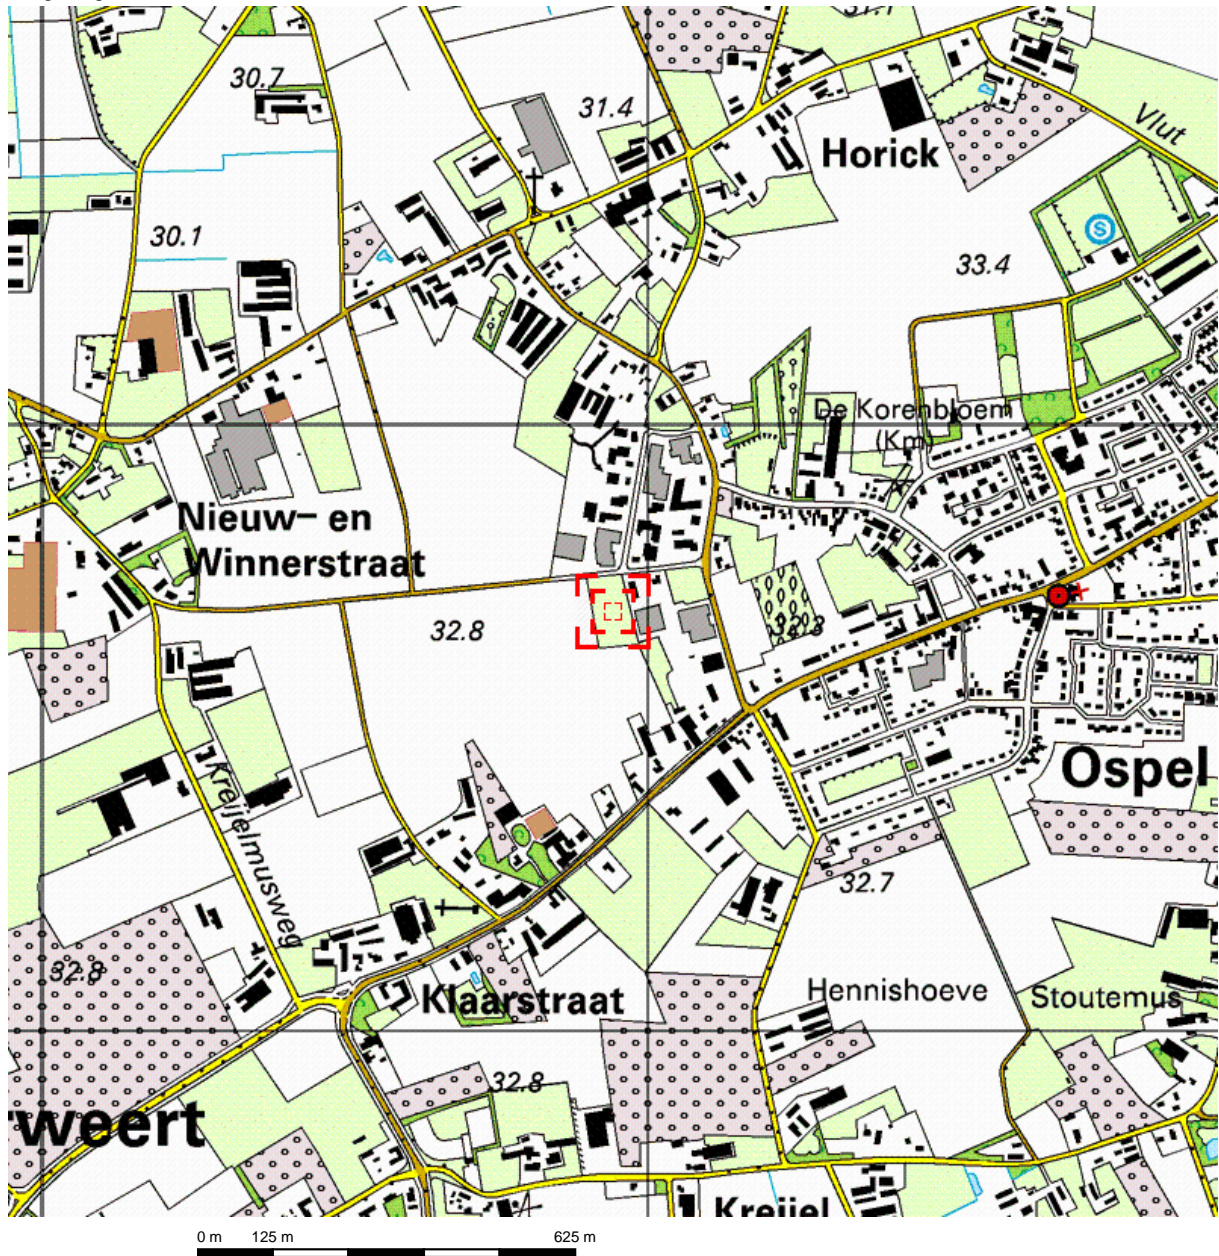 30.7
31.4
Horick
Vlut
30.1
S
33.4
De Korenbloem
(Km)
Nieuw- en
Winnerstraat
32.8
Ospel
Kreijelmusweg
32.7
32.8
Klaarstraat
Hennishoeve
Stoutemus
32.8
rweert
Kreijel
0 m 125 m 625 m